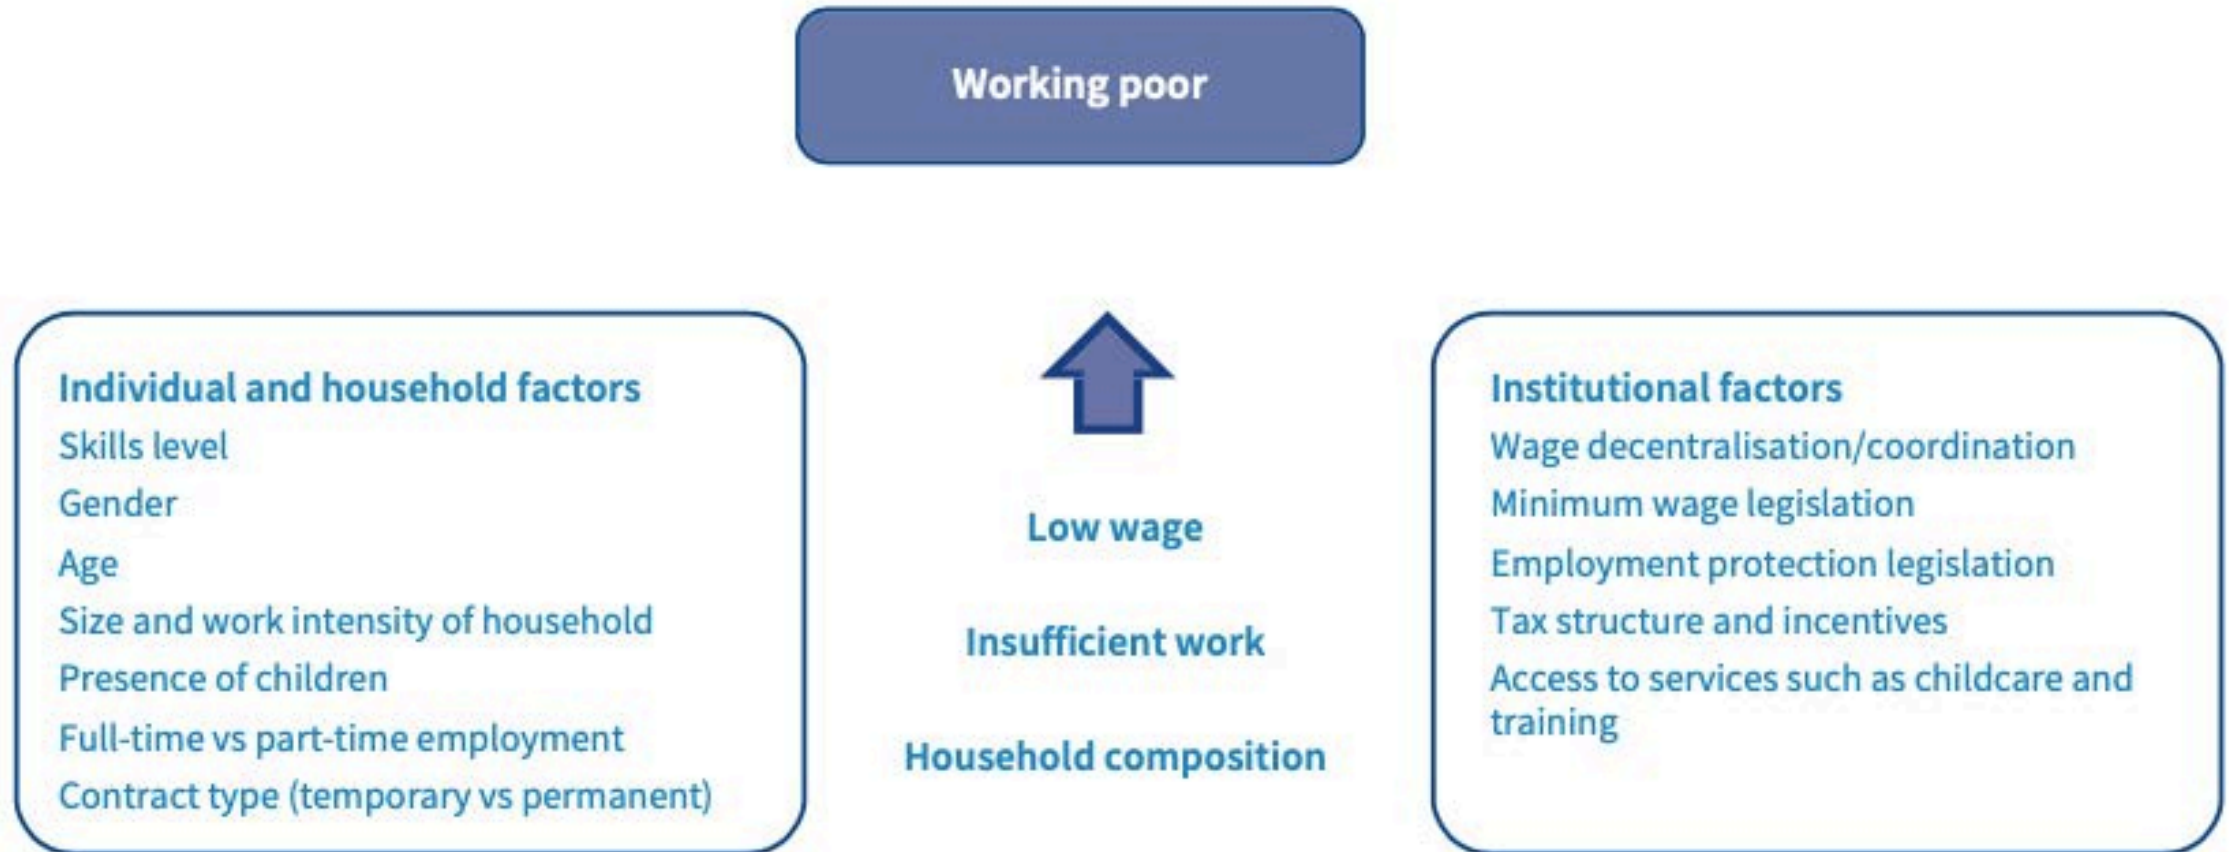 Working poor
Individual and household factors
Skills level
Gender
Age
Size and work intensity of household
Presence of children
Full-time vs part-time employment
Contract type (temporary vs permanent)
Low wage
Insufficient work
Household composition
Institutional factors
Wage decentralisation/coordination
Minimum wage legislation
Employment protection legislation
Tax structure and incentives
Access to services such as childcare and
training